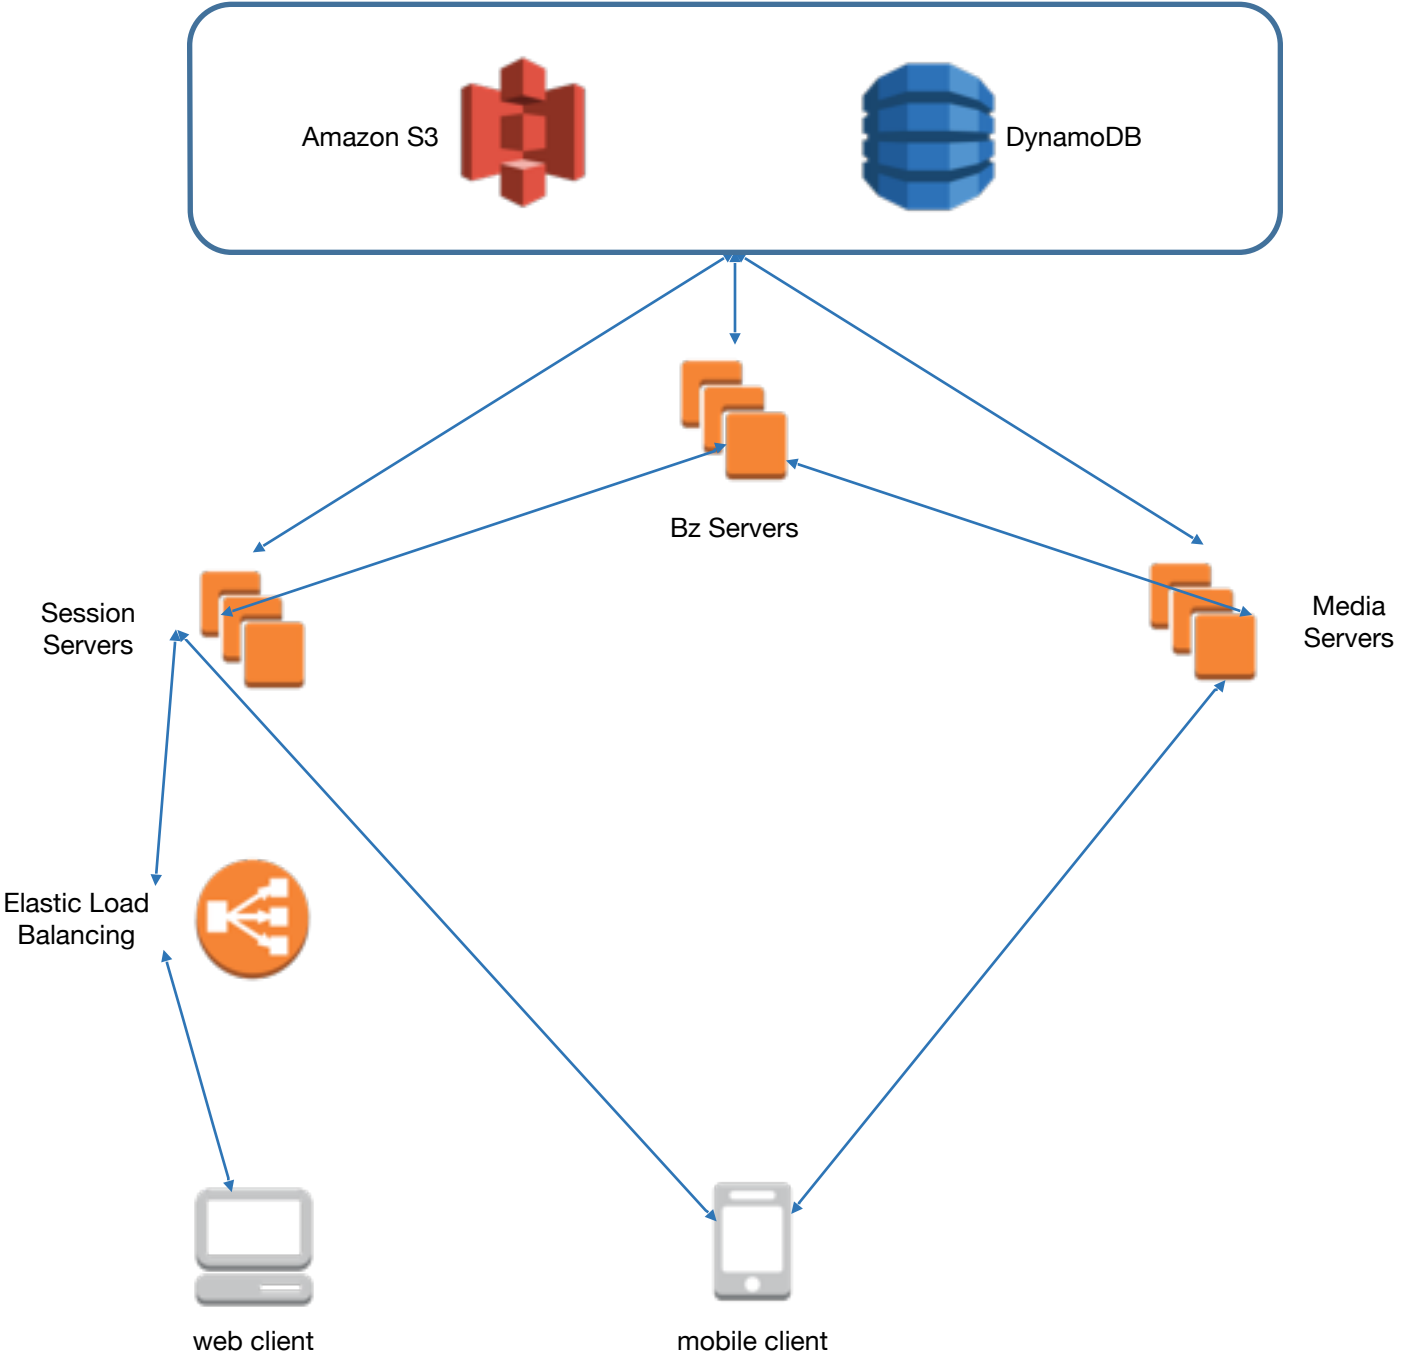 Amazon S3
DynamoDB
Bz Servers
Session
Servers
Media
Servers
Elastic Load
Balancing
web client
mobile client